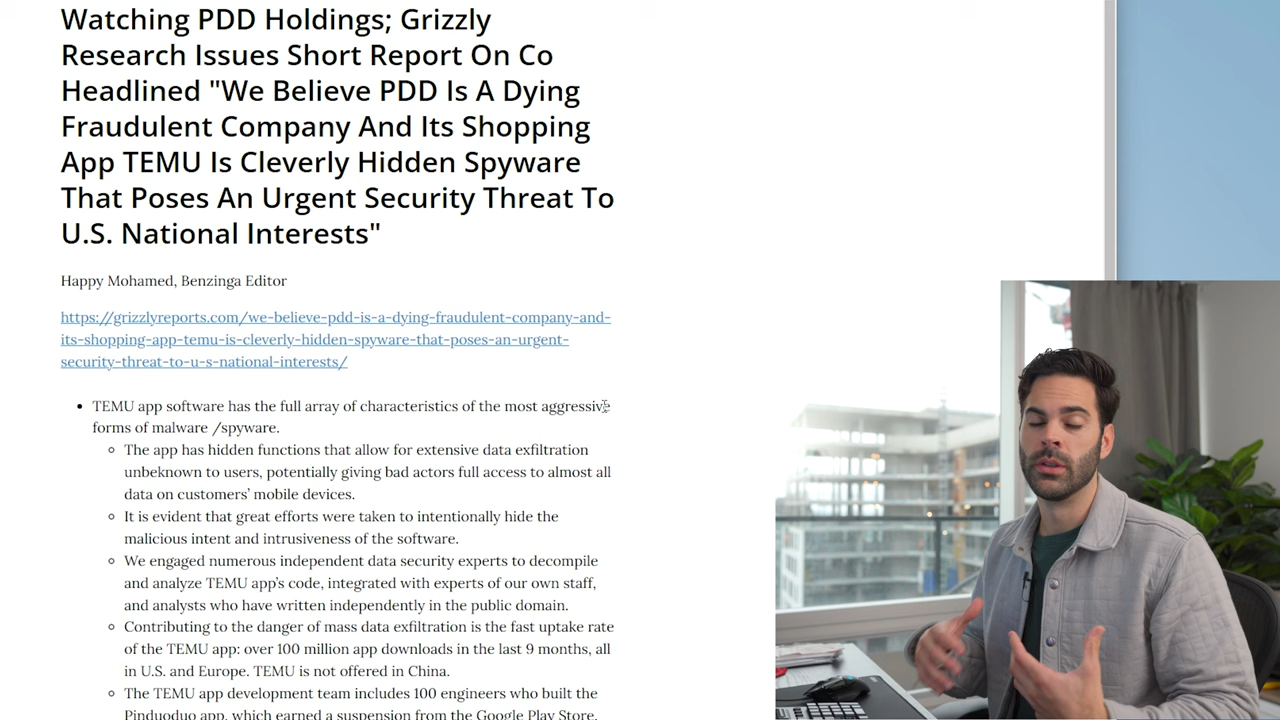 Watching PDD Holdings; Grizzly
Research Issues Short Report On Co
Headlined "We Believe PDD Is A Dying
Fraudulent Company And Its Shopping
App TEMU Is Cleverly Hidden Spyware
That Poses An Urgent Security Threat To
U.S. National Interests"
Happy Mohamed, Benzinga Editor
https://grizzlyreports.com/we-believe-pdd-is-a-dying-fraudulent-company-and-
its-shopping-app-temu-is-cleverly-hidden-spyware-that-poses-an-urgent-
security-threat-to-u-s-national-interests/
• TEMU app software has the full array of characteristics of the most aggressive
forms of malware /spyware.
◦ The app has hidden functions that allow for extensive data exfiltration
unbeknown to users, potentially giving bad actors full access to almost all
data on customers’ mobile devices.
◦ It is evident that great efforts were taken to intentionally hide the
malicious intent and intrusiveness of the software.
◦ We engaged numerous independent data security experts to decompile
and analyze TEMU app’s code, integrated with experts of our own staff,
and analysts who have written independently in the public domain.
◦ Contributing to the danger of mass data exfiltration is the fast uptake rate
of the TEMU app: over 100 million app downloads in the last 9 months, all
in U.S. and Europe. TEMU is not offered in China.
◦ The TEMU app development team includes 100 engineers who built the
Pinduoduo app, which earned a suspension from the Google Play Store.